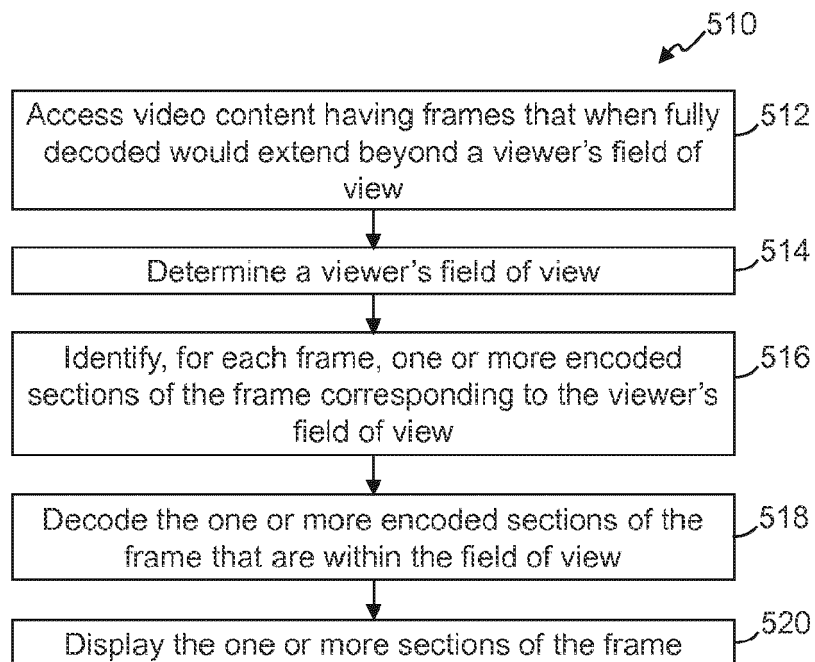 510
Access video content having frames that when fully
decoded would extend beyond a viewer's field of
view
512
Determine a viewer's field of view
514
Identify, for each frame, one or more encoded
sections of the frame corresponding to the viewer's
field of view
516
Decode the one or more encoded sections of the
frame that are within the field of view
518
Display the one or more sections of the frame
520